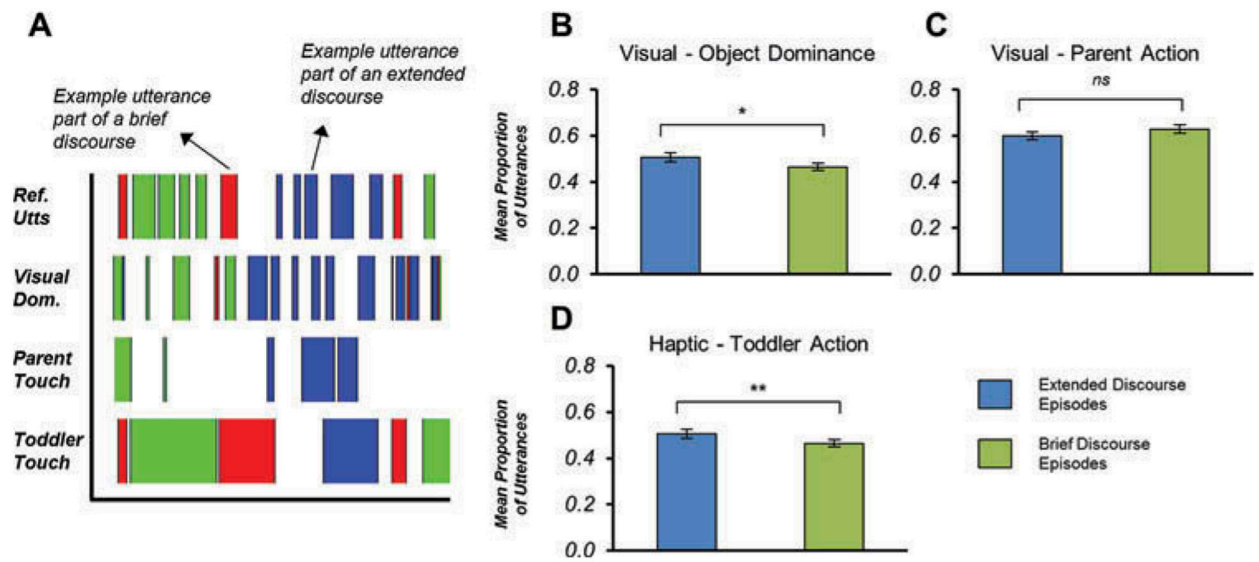 A
Example utterance
part of a brief
discourse
Example utterance
part of an extended
discourse
Ref.
Utts
Visual
Dom.
Parent
Touch
Toddler
Touch
B
Visual - Object Dominance
Mean Proportion
of Utterances
0.8
0.6
0.4
0.2
0.0
*
C
Visual - Parent Action
ns
0.8
0.6
0.4
0.2
0.0
D
Haptic - Toddler Action
Mean Proportion
of Utterances
0.8
0.6
0.4
0.2
0.0
**
Extended Discourse
Episodes
Brief Discourse
Episodes